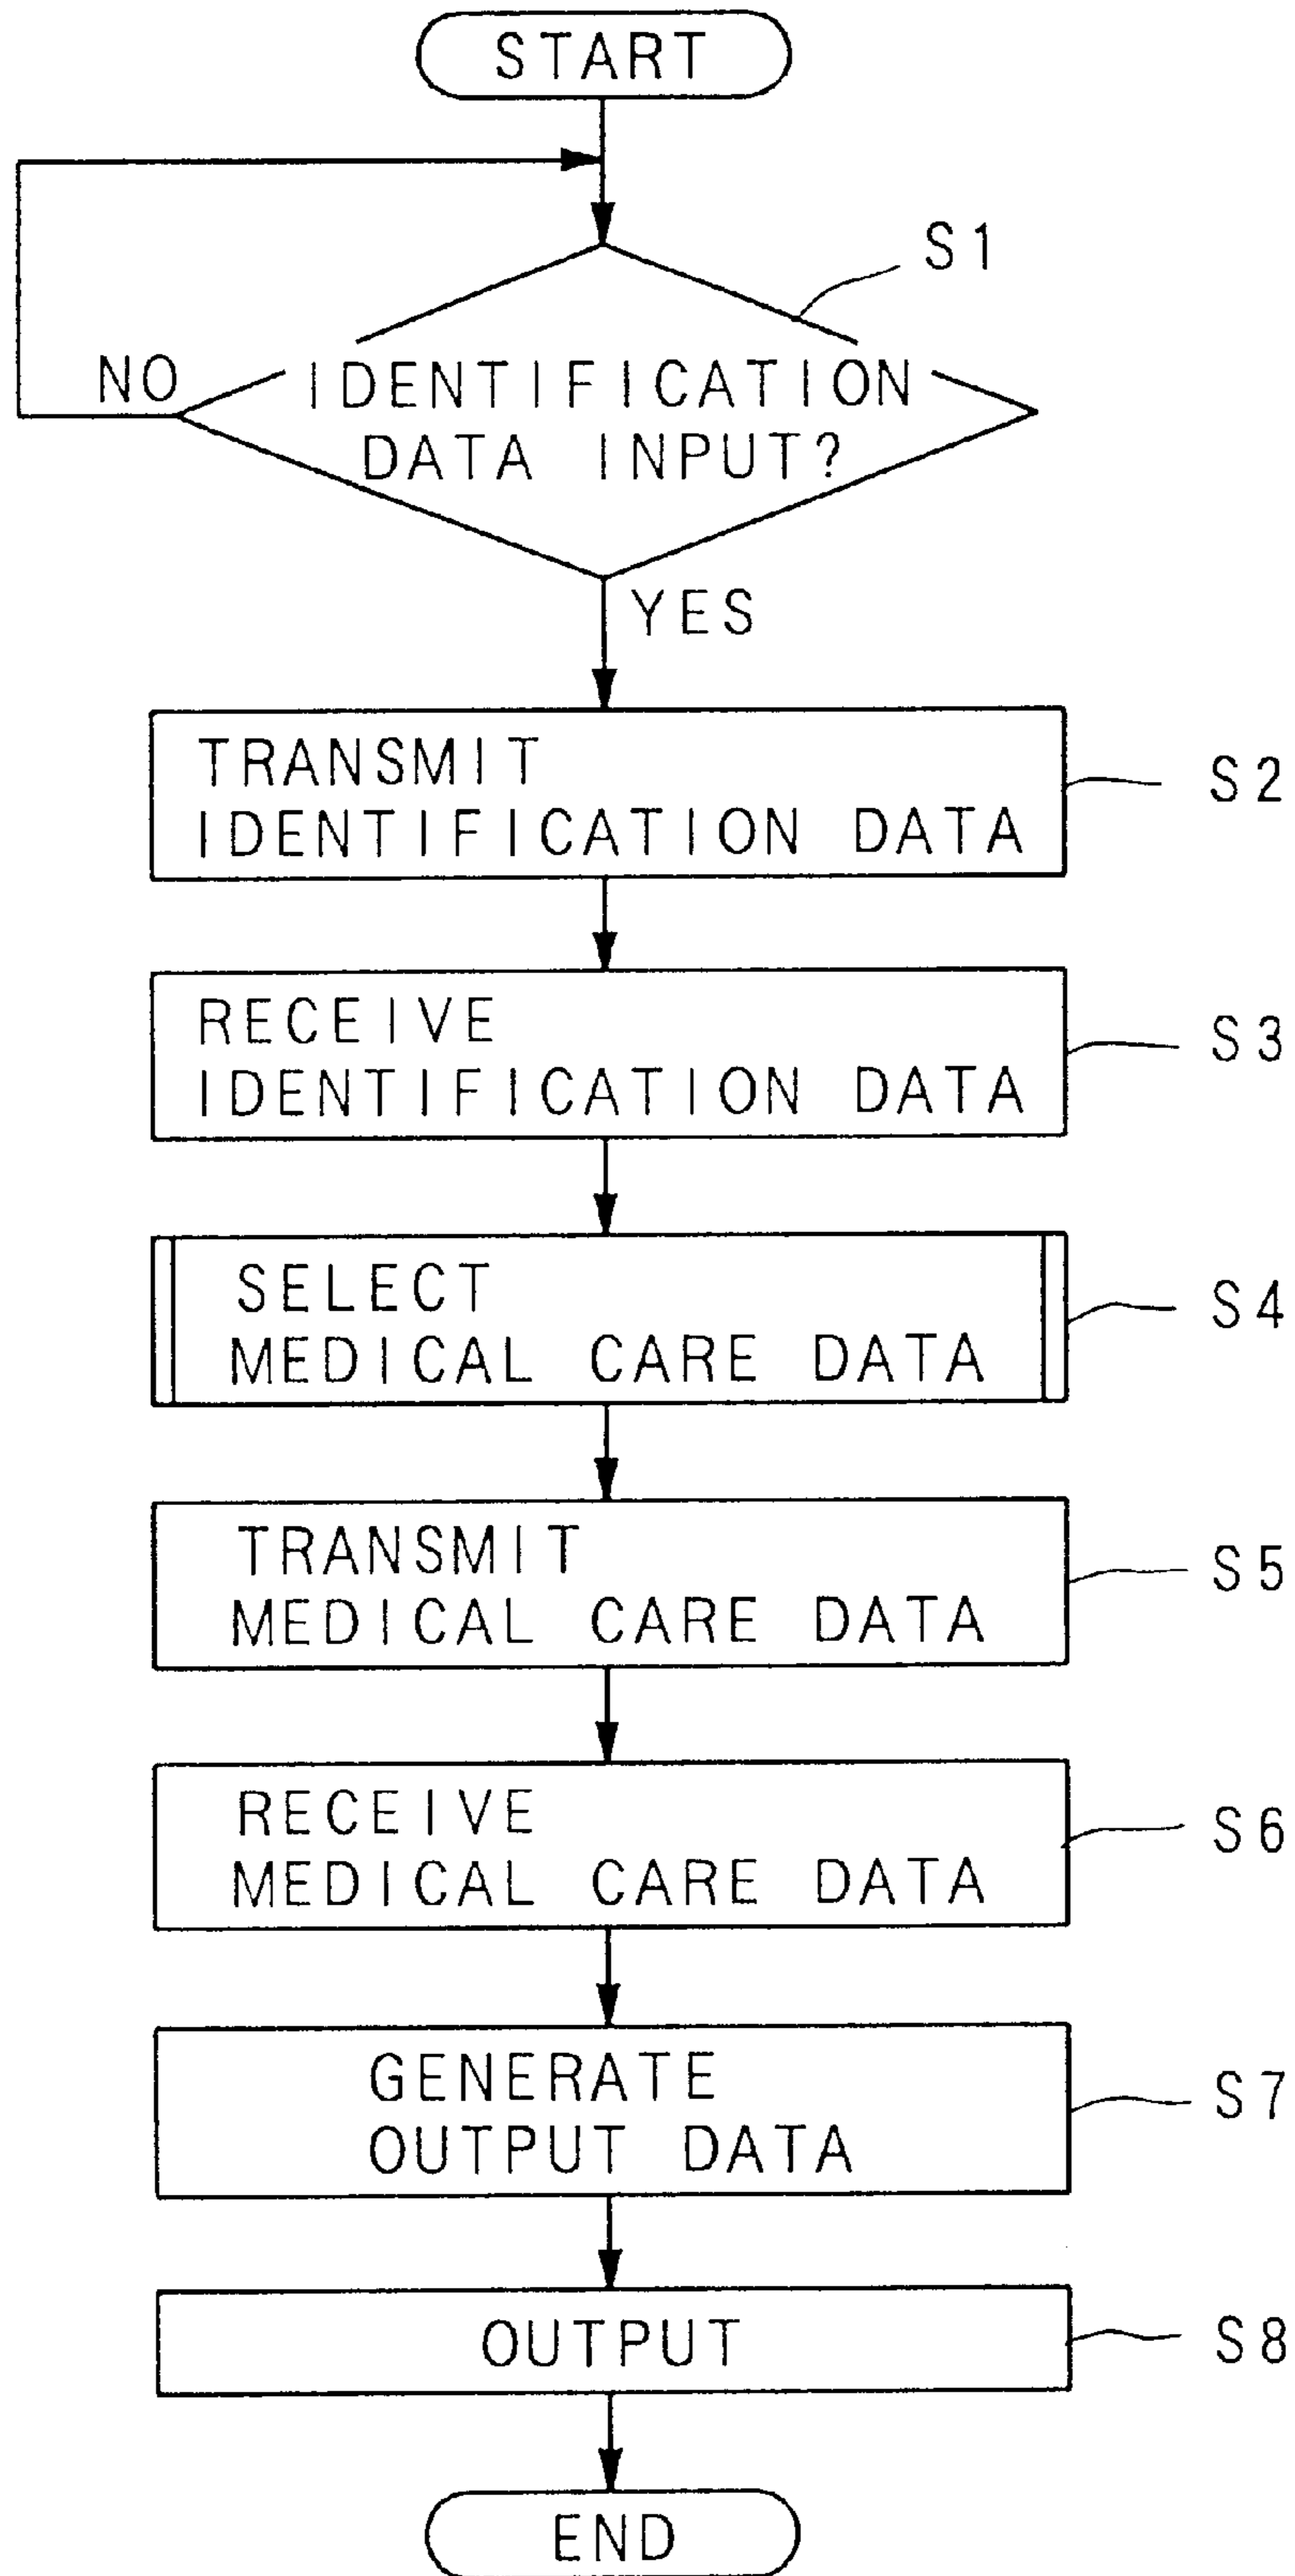 START
S1
NO
IDENTIFICATION
DATA INPUT?
YES
TRANSMIT
IDENTIFICATION DATA
S2
RECEIVE
IDENTIFICATION DATA
S3
SELECT
MEDICAL CARE DATA
S4
TRANSMIT
MEDICAL CARE DATA
S5
RECEIVE
MEDICAL CARE DATA
S6
GENERATE
OUTPUT DATA
S7
OUTPUT
S8
END